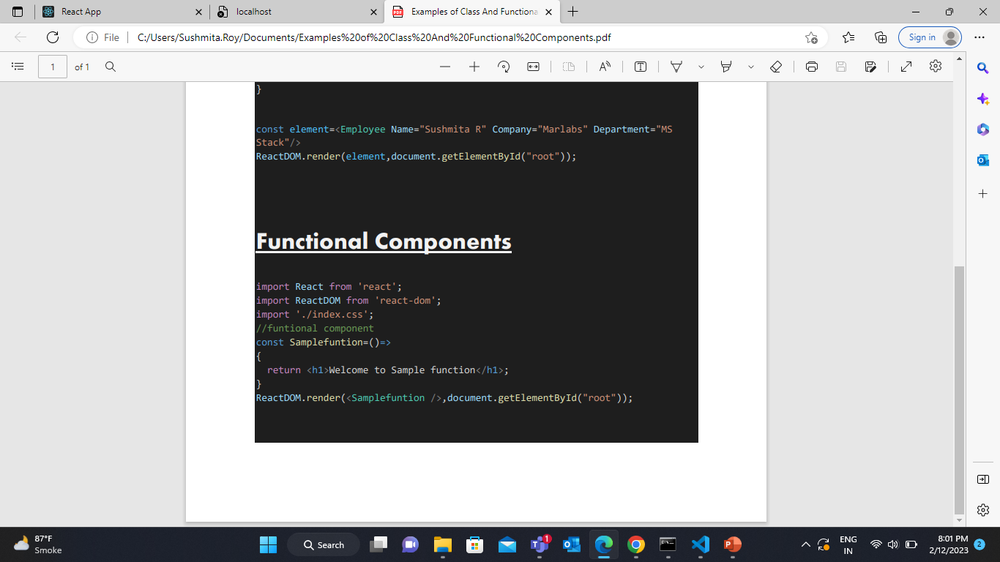 React App
localhost
Examples of Class And Functiona
File
C:/Users/Sushmita.Roy/Documents/Examples%20of%20Class%20And%20Functional%20Components.pdf
Sign in
1 of 1
}
const element=<Employee Name="Sushmita R" Company="Marlabs" Department="MS
Stack"/>
ReactDOM.render(element,document.getElementById("root"));
Functional Components
import React from 'react';
import ReactDOM from 'react-dom';
import './index.css';
//funtional component
const Samplefuntion=()=>
{
return <h1>Welcome to Sample function</h1>;
}
ReactDOM.render(<Samplefuntion />,document.getElementById("root"));
87°F
Smoke
Search
1
ENG
IN
8:01 PM
2/12/2023
2